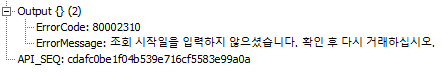 Output {} (2)
ErrorCode: 80002310
ErrorMessage: 조회 시작일을 입력하지 않으셨습니다. 확인 후 다시 거래하십시오.
API_SEQ: cdafc0be1f04b539e716cf5583e99a0a